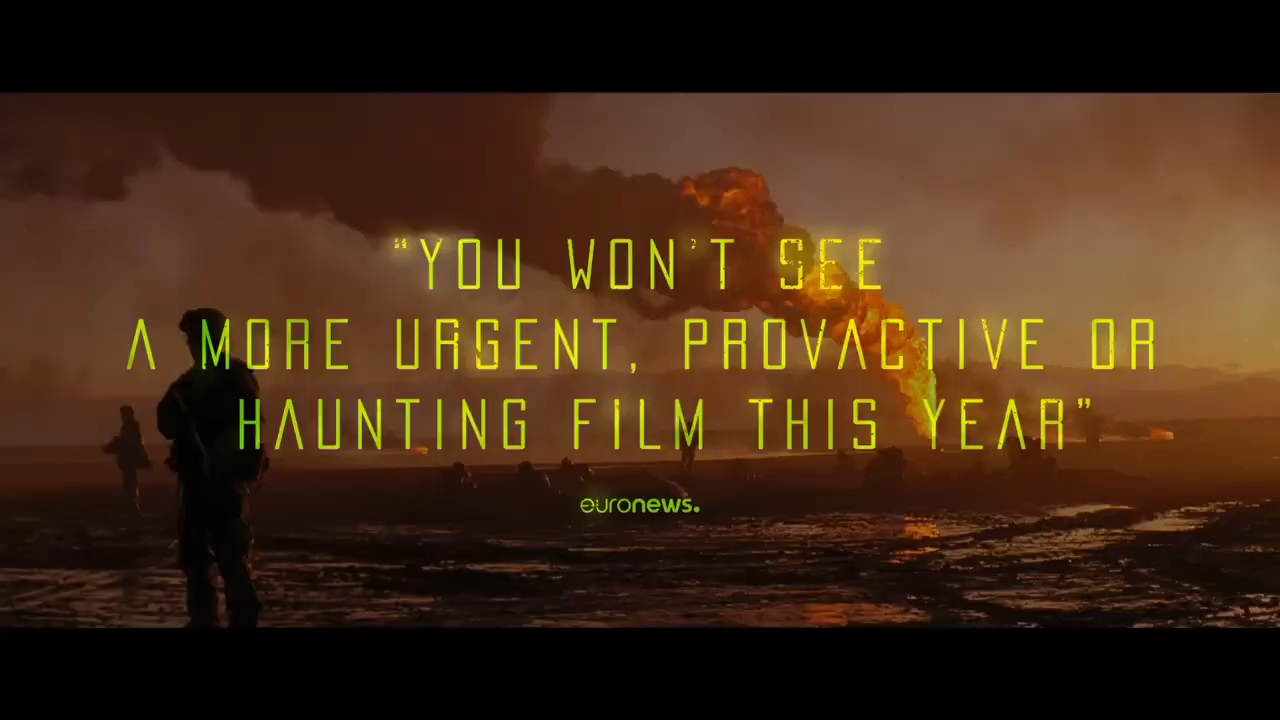 “YOU WON’T SEE
A MORE URGENT, PROVACTIVE OR
HAUNTING FILM THIS YEAR”
euronews.